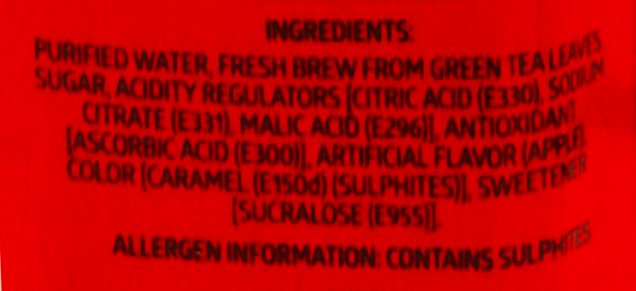 INGREDIENTS:
PURIFIED WATER, FRESH BREW FROM GREEN TEA LEAVES,
SUGAR, ACIDITY REGULATORS [CITRIC ACID (E330), SODIUM
CITRATE (E331), MALIC ACID (E296)], ANTIOXIDANT
[ASCORBIC ACID (E300)], ARTIFICIAL FLAVOR (APPLE),
COLOR [CARAMEL (E150d) (SULPHITES)], SWEETENER
[SUCRALOSE (E955)].
ALLERGEN INFORMATION: CONTAINS SULPHITES